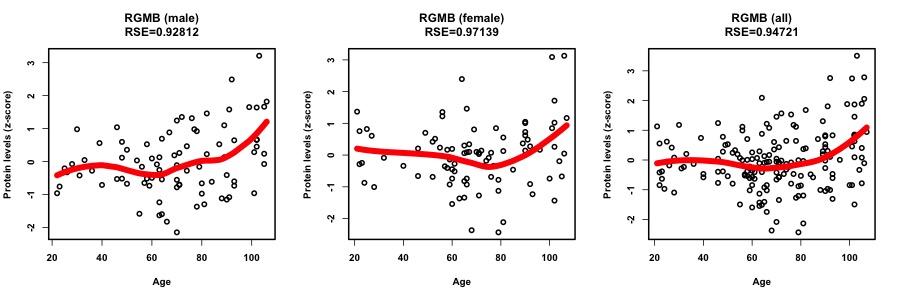 RGMB (male)
RSE=0.92812
Protein levels (z-score)
3
2
1
0
-1
-2
20 40 60 80 100
Age
RGMB (female)
RSE=0.97139
Protein levels (z-score)
3
2
1
0
-1
-2
20 40 60 80 100
Age
RGMB (all)
RSE=0.94721
Protein levels (z-score)
3
2
1
0
-1
-2
20 40 60 80 100
Age